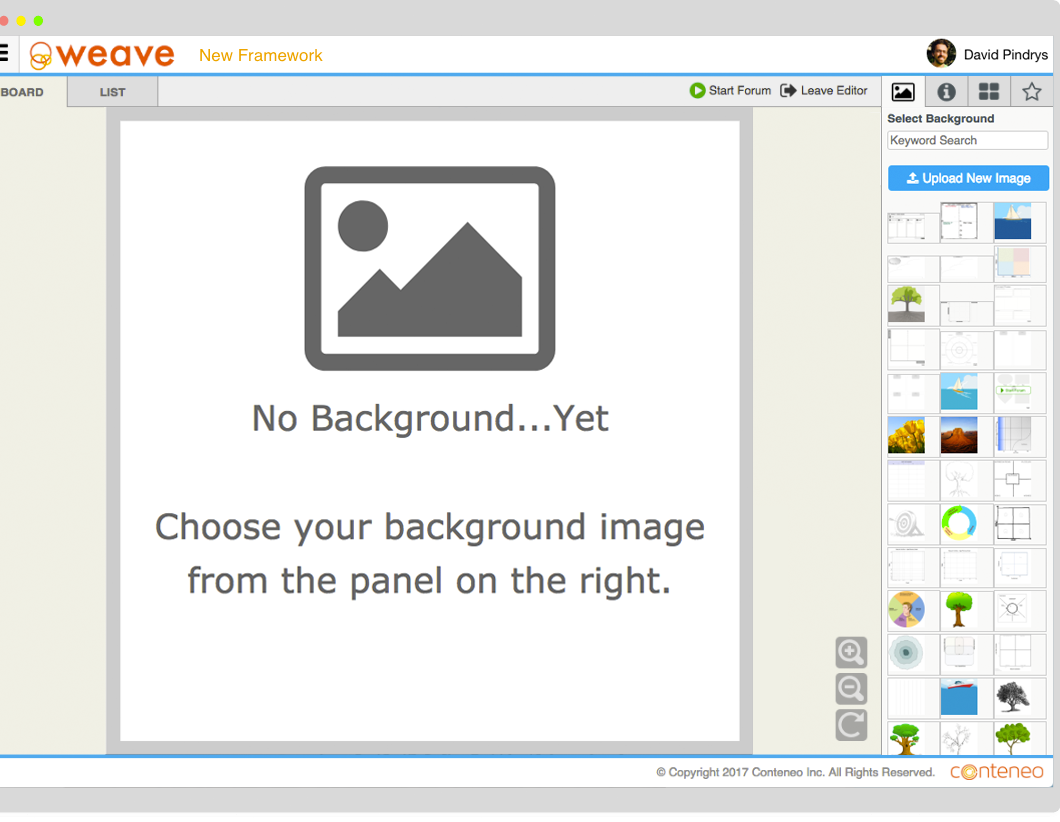 weave
New Framework
David Pindrys
BOARD
LIST
Start Forum
Leave Editor
Select Background
Keyword Search
Upload New Image
No Background...Yet
Choose your background image
from the panel on the right.
© Copyright 2017 Conteneo Inc. All Rights Reserved.
conteneo